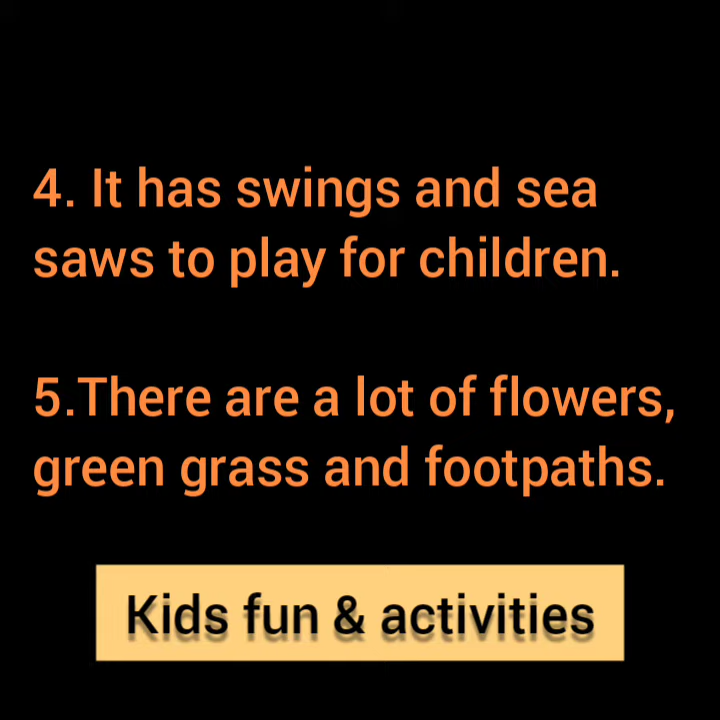 4. It has swings and sea
saws to play for children.
5.There are a lot of flowers,
green grass and footpaths.
Kids fun & activities